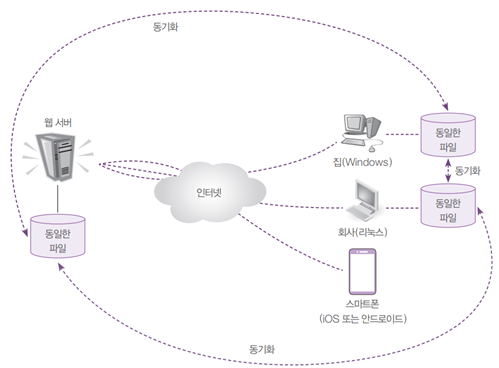 동기화
웹 서버
동일한
파일
인터넷
집(Windows)
동일한
파일
동기화
회사(리눅스)
동일한
파일
스마트폰
(iOS 또는 안드로이드)
동기화